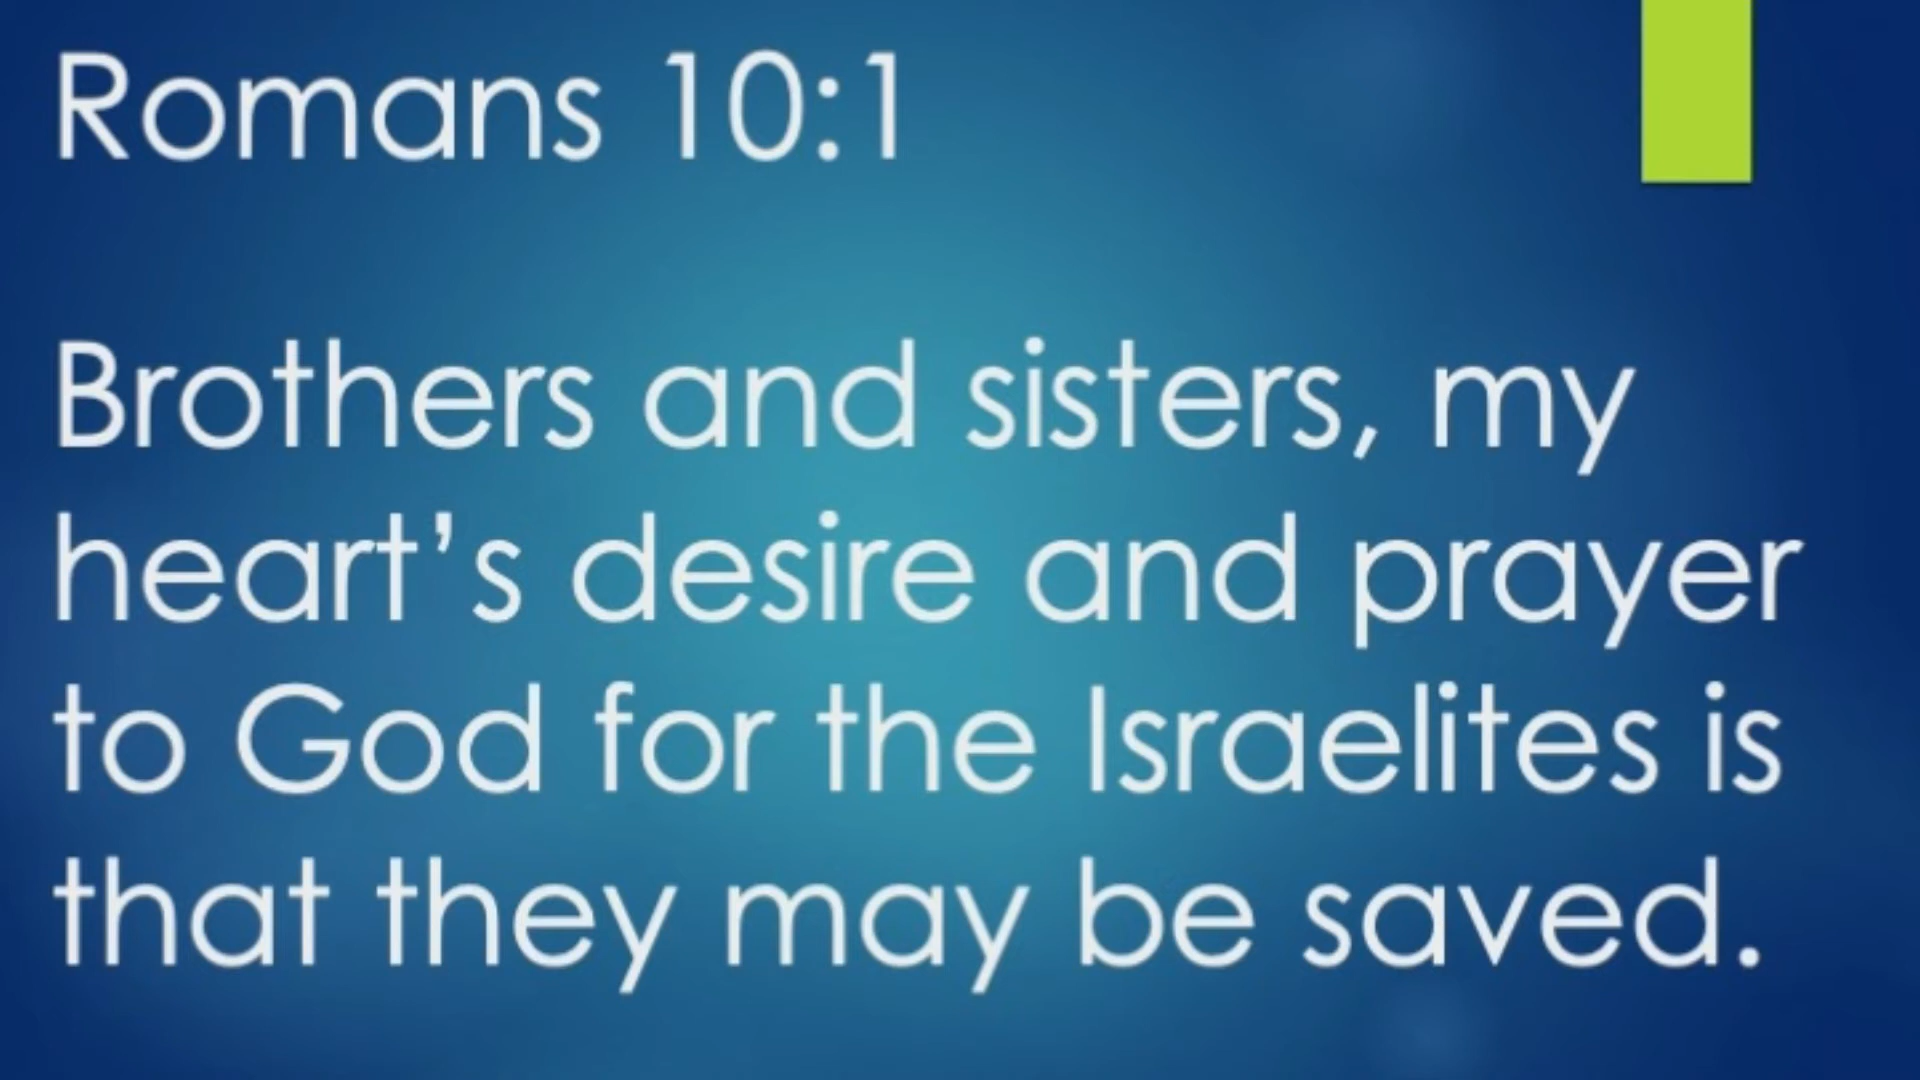 Romans 10:1
Brothers and sisters, my
heart’s desire and prayer
to God for the Israelites is
that they may be saved.